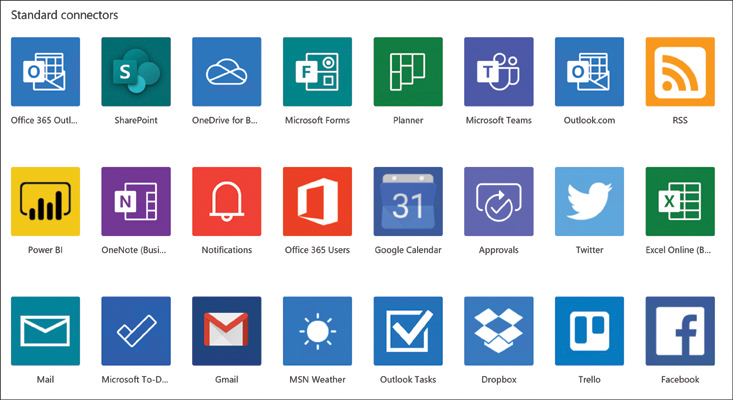 Standard connectors
Office 365 Outl...
SharePoint
OneDrive for B...
Microsoft Forms
Planner
Microsoft Teams
Outlook.com
RSS
Power BI
OneNote (Busi...
Notifications
Office 365 Users
31
Google Calendar
Approvals
Twitter
Excel Online (B...
Mail
Microsoft To-D...
Gmail
MSN Weather
Outlook Tasks
Dropbox
Trello
Facebook